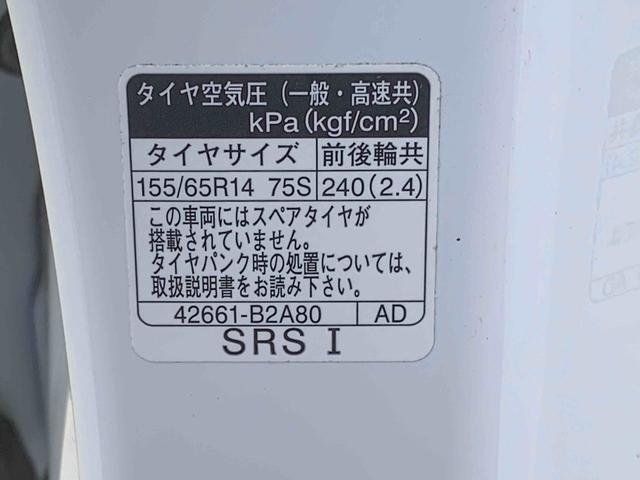 タイヤ空気圧（一般・高速共）
kPa(kgf/cm²)
タイヤサイズ 前後輪共
155/65R14 75S 240(2.4)
この車両にはスペアタイヤが
搭載されていません。
タイヤパンク時の処置については、
取扱説明書をお読み下さい。
42661-B2A80 AD
SRS I